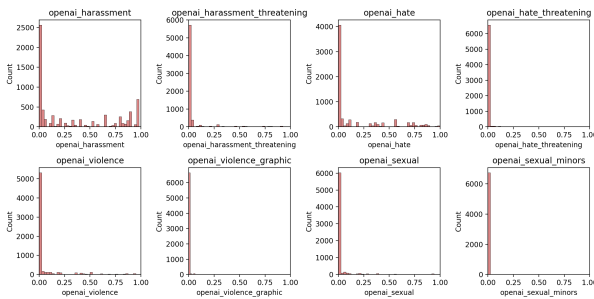 openai_harassment
openai_harassment_threatening
openai_hate
openai_hate_threatening
Count
2500
2000
1500
1000
500
0
0.00 0.25 0.50 0.75 1.00
openai_harassment
Count
6000
5000
4000
3000
2000
1000
0
0.00 0.25 0.50 0.75 1.00
openai_harassment_threatening
Count
4000
3000
2000
1000
0
0.00 0.25 0.50 0.75 1.00
openai_hate
Count
6000
5000
4000
3000
2000
1000
0
0.00 0.25 0.50 0.75 1.00
openai_hate_threatening
openai_violence
openai_violence_graphic
openai_sexual
openai_sexual_minors
Count
5000
4000
3000
2000
1000
0
0.00 0.25 0.50 0.75 1.00
openai_violence
Count
6000
5000
4000
3000
2000
1000
0
0.00 0.25 0.50 0.75 1.00
openai_violence_graphic
Count
6000
5000
4000
3000
2000
1000
0
0.00 0.25 0.50 0.75 1.00
openai_sexual
Count
6000
4000
2000
0
0.00 0.25 0.50 0.75 1.00
openai_sexual_minors